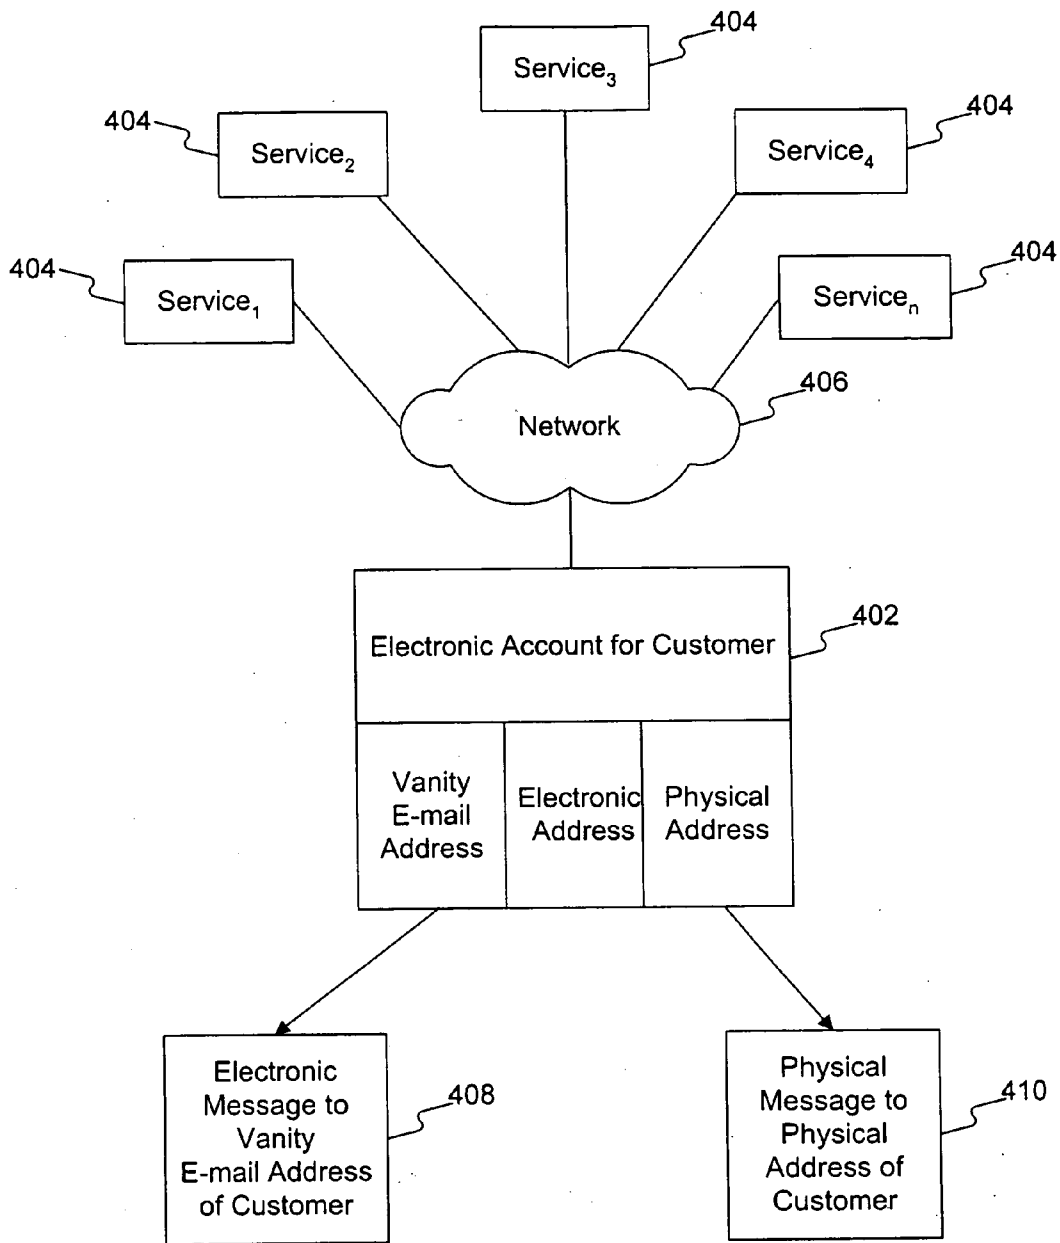 404
Service3
404
Service2
404
Service4
404
Service1
404
Servicen
406
Network
402
Electronic Account for Customer
Vanity
E-mail
Address
Electronic
Address
Physical
Address
Electronic
Message to
Vanity
E-mail Address
of Customer
408
Physical
Message to
Physical
Address of
Customer
410